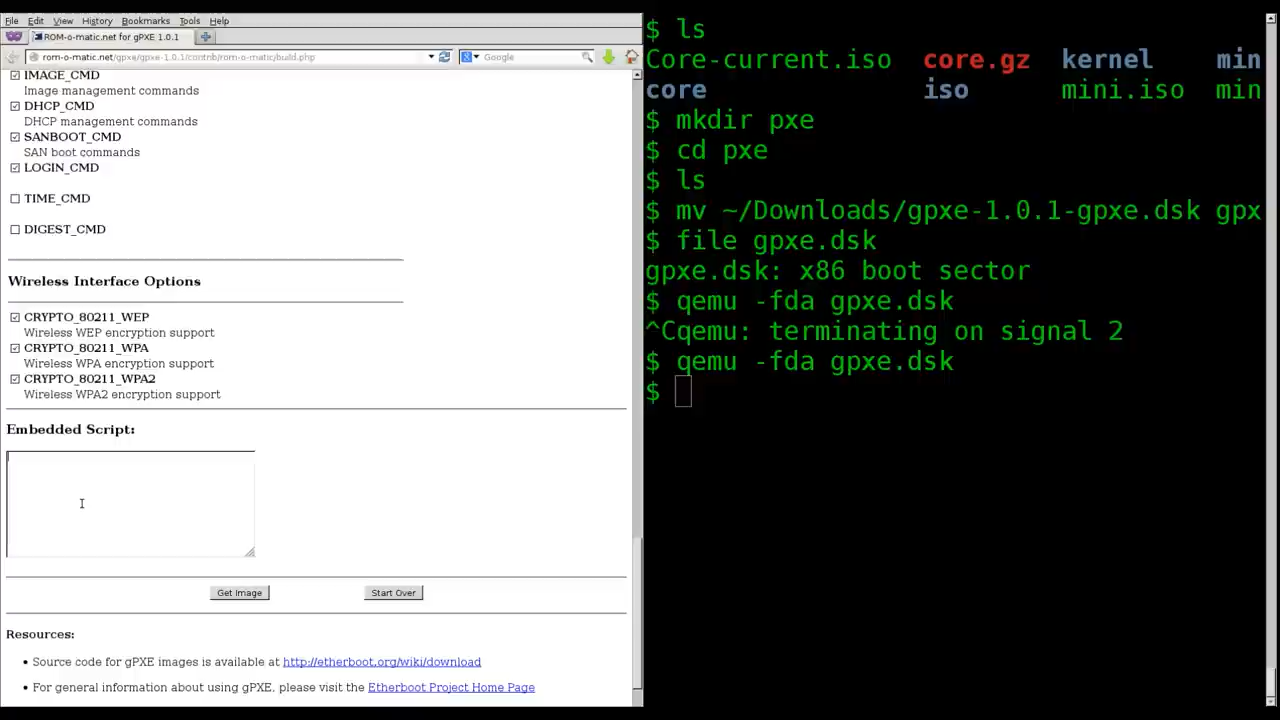 File Edit View History Bookmarks Tools Help
ROM-o-matic.net for gPXE 1.0.1
rom-o-matic.net/gpxe/gpxe-1.0.1/contrib/rom-o-matic/build.php
Google
IMAGE_CMD
Image management commands
DHCP_CMD
DHCP management commands
SANBOOT_CMD
SAN boot commands
LOGIN_CMD
TIME_CMD
DIGEST_CMD
Wireless Interface Options
CRYPTO_80211_WEP
Wireless WEP encryption support
CRYPTO_80211_WPA
Wireless WPA encryption support
CRYPTO_80211_WPA2
Wireless WPA2 encryption support
Embedded Script:
Get Image Start Over
Resources:
• Source code for gPXE images is available at http://etherboot.org/wiki/download
• For general information about using gPXE, please visit the Etherboot Project Home Page
$ ls
Core-current.iso core.gz kernel min
core iso mini.iso min
$ mkdir pxe
$ cd pxe
$ ls
$ mv ~/Downloads/gpxe-1.0.1-gpxe.dsk gpx
$ file gpxe.dsk
gpxe.dsk: x86 boot sector
$ qemu -fda gpxe.dsk
^Cqemu: terminating on signal 2
$ qemu -fda gpxe.dsk
$